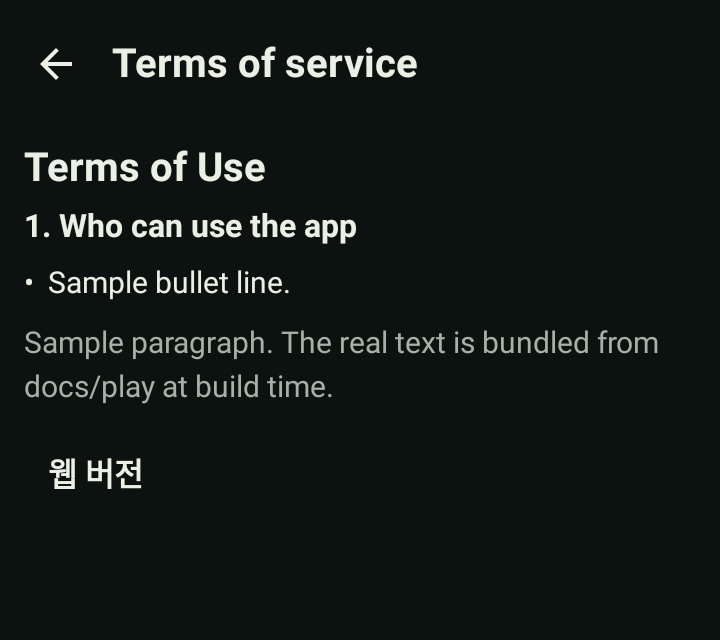 Terms of service
Terms of Use
1. Who can use the app
• Sample bullet line.
Sample paragraph. The real text is bundled from
docs/play at build time.
웹 버전